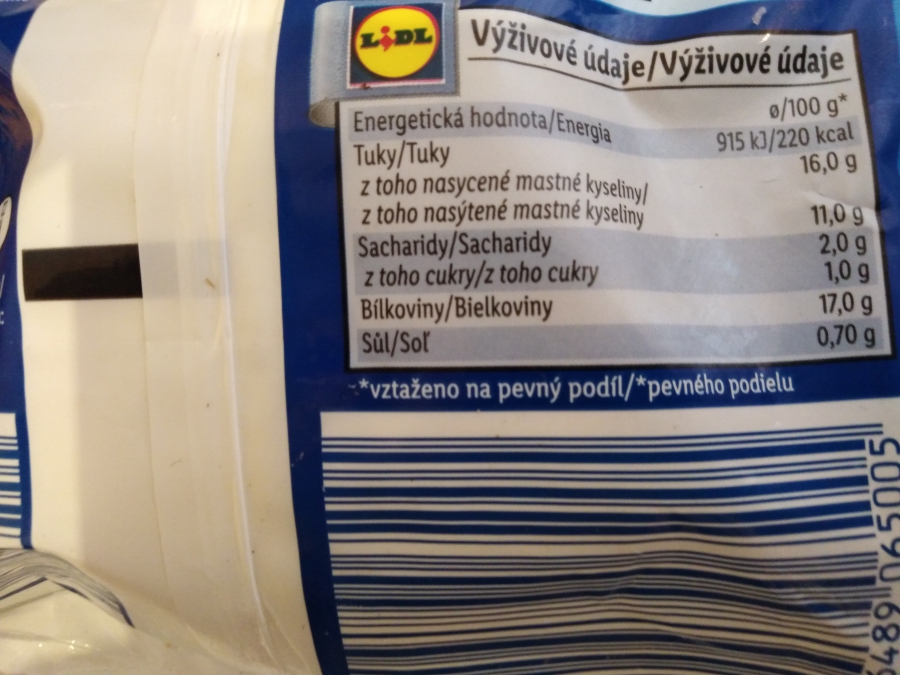 LIDL
Výživové údaje/Výživové údaje
ø/100 g*
Energetická hodnota/Energia 915 kJ/220 kcal
Tuky/Tuky 16,0 g
z toho nasycené mastné kyseliny/
z toho nasýtené mastné kyseliny 11,0 g
Sacharidy/Sacharidy 2,0 g
z toho cukry/z toho cukry 1,0 g
Bílkoviny/Bielkoviny 17,0 g
Sůl/Soľ 0,70 g
*vztaženo na pevný podíl/*pevného podielu
6489 065005